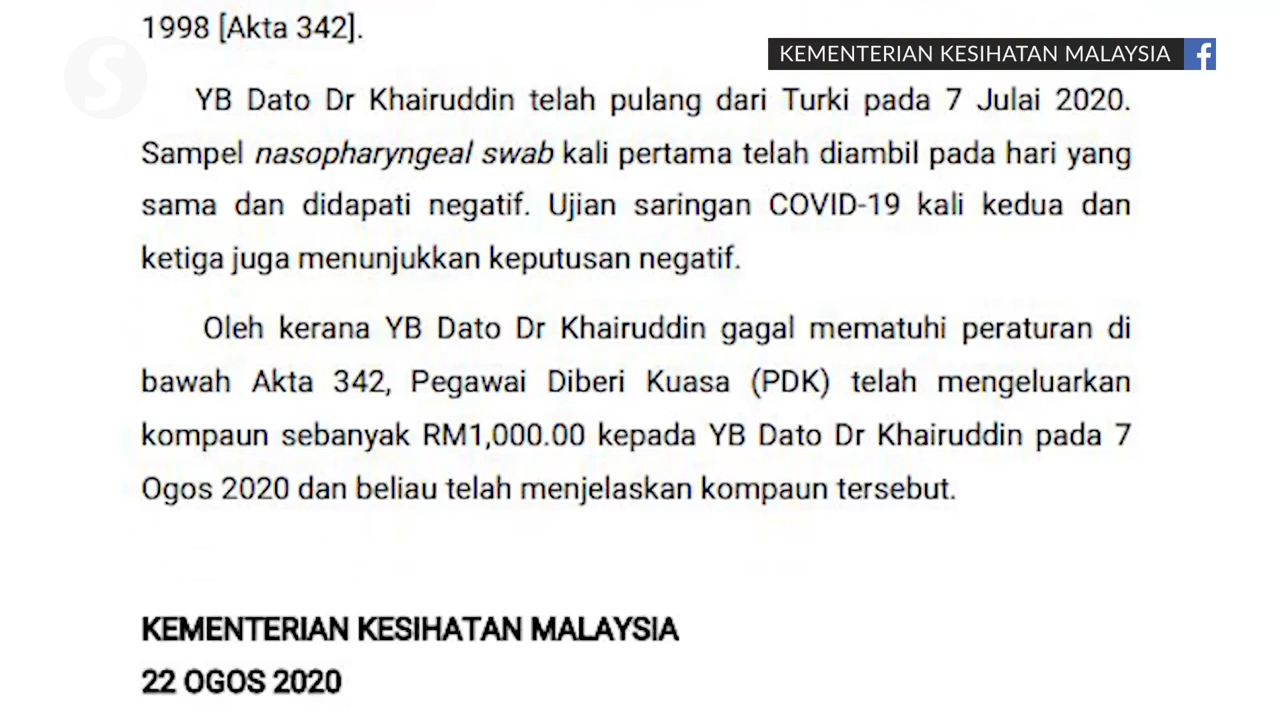 1998 [Akta 342].
KEMENTERIAN KESIHATAN MALAYSIA f
S
YB Dato Dr Khairuddin telah pulang dari Turki pada 7 Julai 2020.
Sampel nasopharyngeal swab kali pertama telah diambil pada hari yang
sama dan didapati negatif. Ujian saringan COVID-19 kali kedua dan
ketiga juga menunjukkan keputusan negatif.
Oleh kerana YB Dato Dr Khairuddin gagal mematuhi peraturan di
bawah Akta 342, Pegawai Diberi Kuasa (PDK) telah mengeluarkan
kompaun sebanyak RM1,000.00 kepada YB Dato Dr Khairuddin pada 7
Ogos 2020 dan beliau telah menjelaskan kompaun tersebut.
KEMENTERIAN KESIHATAN MALAYSIA
22 OGOS 2020